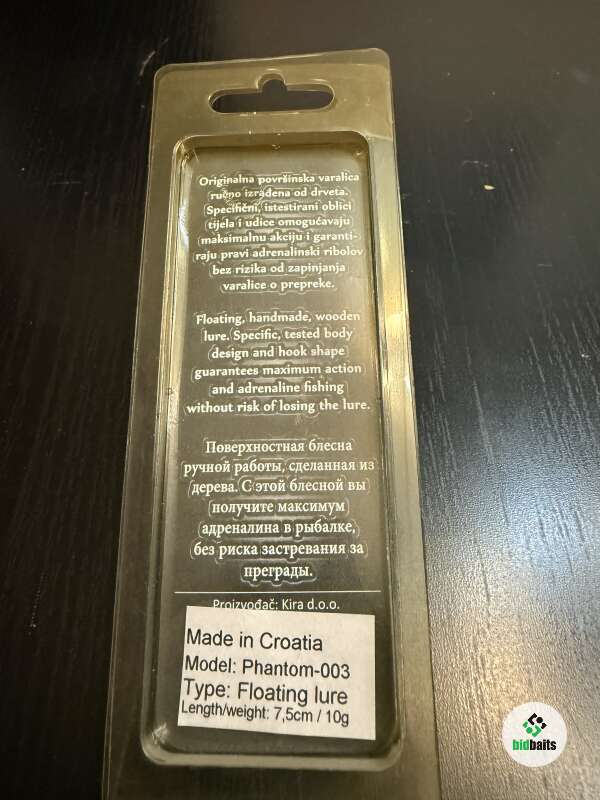 Originalna površinska varalica
ručno izrađena od drveta.
Specifični, istestirani oblici
tijela i udice omogućavaju
maksimalnu akciju i garanti-
raju pravi adrenalinski ribolov
bez rizika od zapinjanja
varalice o prepreke.
Floating, handmade, wooden
lure. Specific, tested body
design and hook shape
guarantees maximum action
and adrenaline fishing
without risk of losing the lure.
Поверхностная блесна
ручной работы, сделанная из
дерева. С этой блесной вы
получите максимум
адреналина в рыбалке,
без риска застревания за
преграды.
Proizvođač: Kira d.o.o.
Made in Croatia
Model: Phantom-003
Type: Floating lure
Length/weight: 7,5cm / 10g
bidbaits